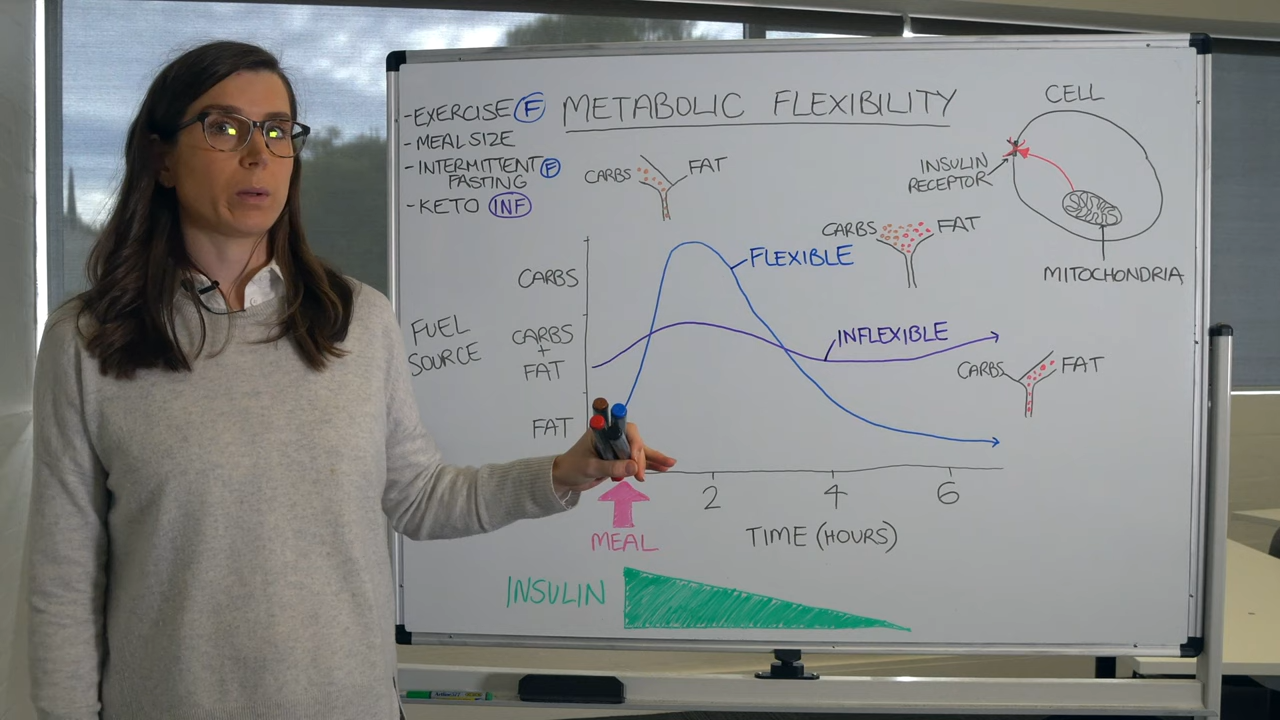 METABOLIC FLEXIBILITY
-EXERCISE F
-MEAL SIZE
-INTERMITTENT F
FASTING
-KETO INF
CARBS FAT
CELL
INSULIN
RECEPTOR
MITOCHONDRIA
CARBS FAT
FLEXIBLE
INFLEXIBLE
CARBS FAT
FUEL
SOURCE
CARBS
CARBS
+
FAT
FAT
2 4 6
TIME (HOURS)
MEAL
INSULIN